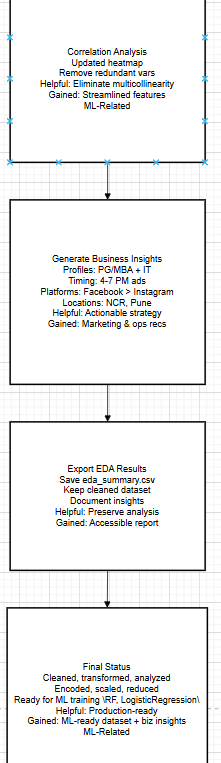 Correlation Analysis
Updated heatmap
Remove redundant vars
Helpful: Eliminate multicollinearity
Gained: Streamlined features
ML-Related
Generate Business Insights
Profiles: PG/MBA + IT
Timing: 4-7 PM ads
Platforms: Facebook > Instagram
Locations: NCR, Pune
Helpful: Actionable strategy
Gained: Marketing & ops recs
Export EDA Results
Save eda_summary.csv
Keep cleaned dataset
Document insights
Helpful: Preserve analysis
Gained: Accessible report
Final Status
Cleaned, transformed, analyzed
Encoded, scaled, reduced
Ready for ML training \RF, LogisticRegression\
Helpful: Production-ready
Gained: ML-ready dataset + biz insights
ML-Related